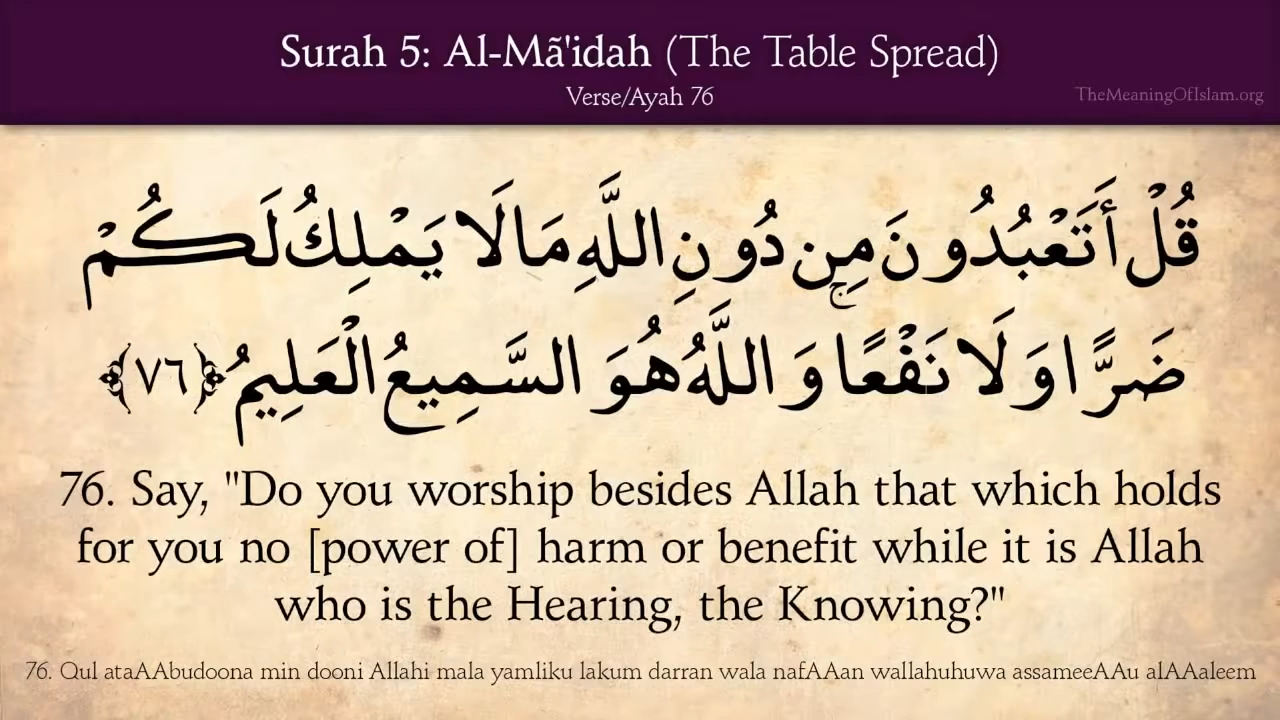 Surah 5: Al-Mã'idah (The Table Spread)
Verse/Ayah 76
TheMeaningOfIslam.org
قُلْ أَتَعْبُدُونَ مِن دُونِ اللَّهِ مَا لَا يَمْلِكُ لَكُمْ
ضَرًّا وَلَا نَفْعًا ۚ وَاللَّهُ هُوَ السَّمِيعُ الْعَلِيمُ ﴿٧٦﴾
76. Say, "Do you worship besides Allah that which holds
for you no [power of] harm or benefit while it is Allah
who is the Hearing, the Knowing?"
76. Qul ataAAbudoona min dooni Allahi mala yamliku lakum darran wala nafAAan wallahuhuwa assameeAAu alAAaleem